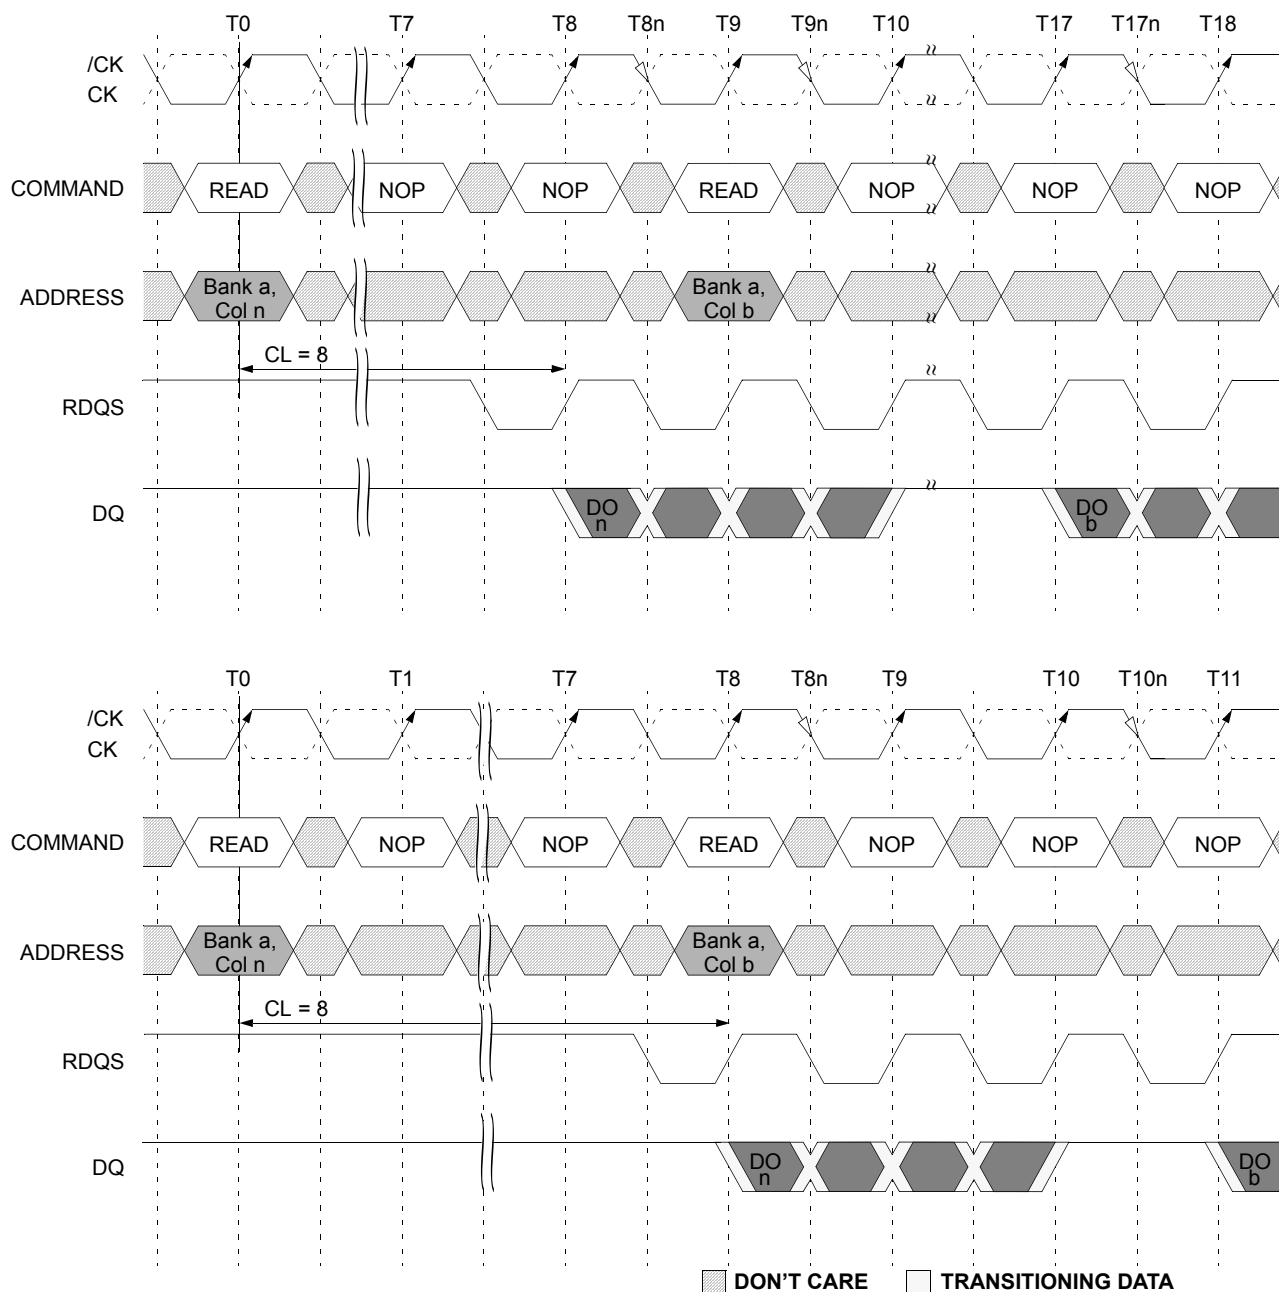 T0 T7 T8 T8n T9 T9n T10 T17 T17n T18
/CK
CK
COMMAND READ NOP NOP READ NOP NOP NOP
ADDRESS Bank a, Col n Bank a, Col b
CL = 8
RDQS
DQ DO n DO b
T0 T1 T7 T8 T8n T9 T10 T10n T11
/CK
CK
COMMAND READ NOP NOP READ NOP NOP NOP
ADDRESS Bank a, Col n Bank a, Col b
CL = 8
RDQS
DQ DO n DO b
DON'T CARE TRANSITIONING DATA